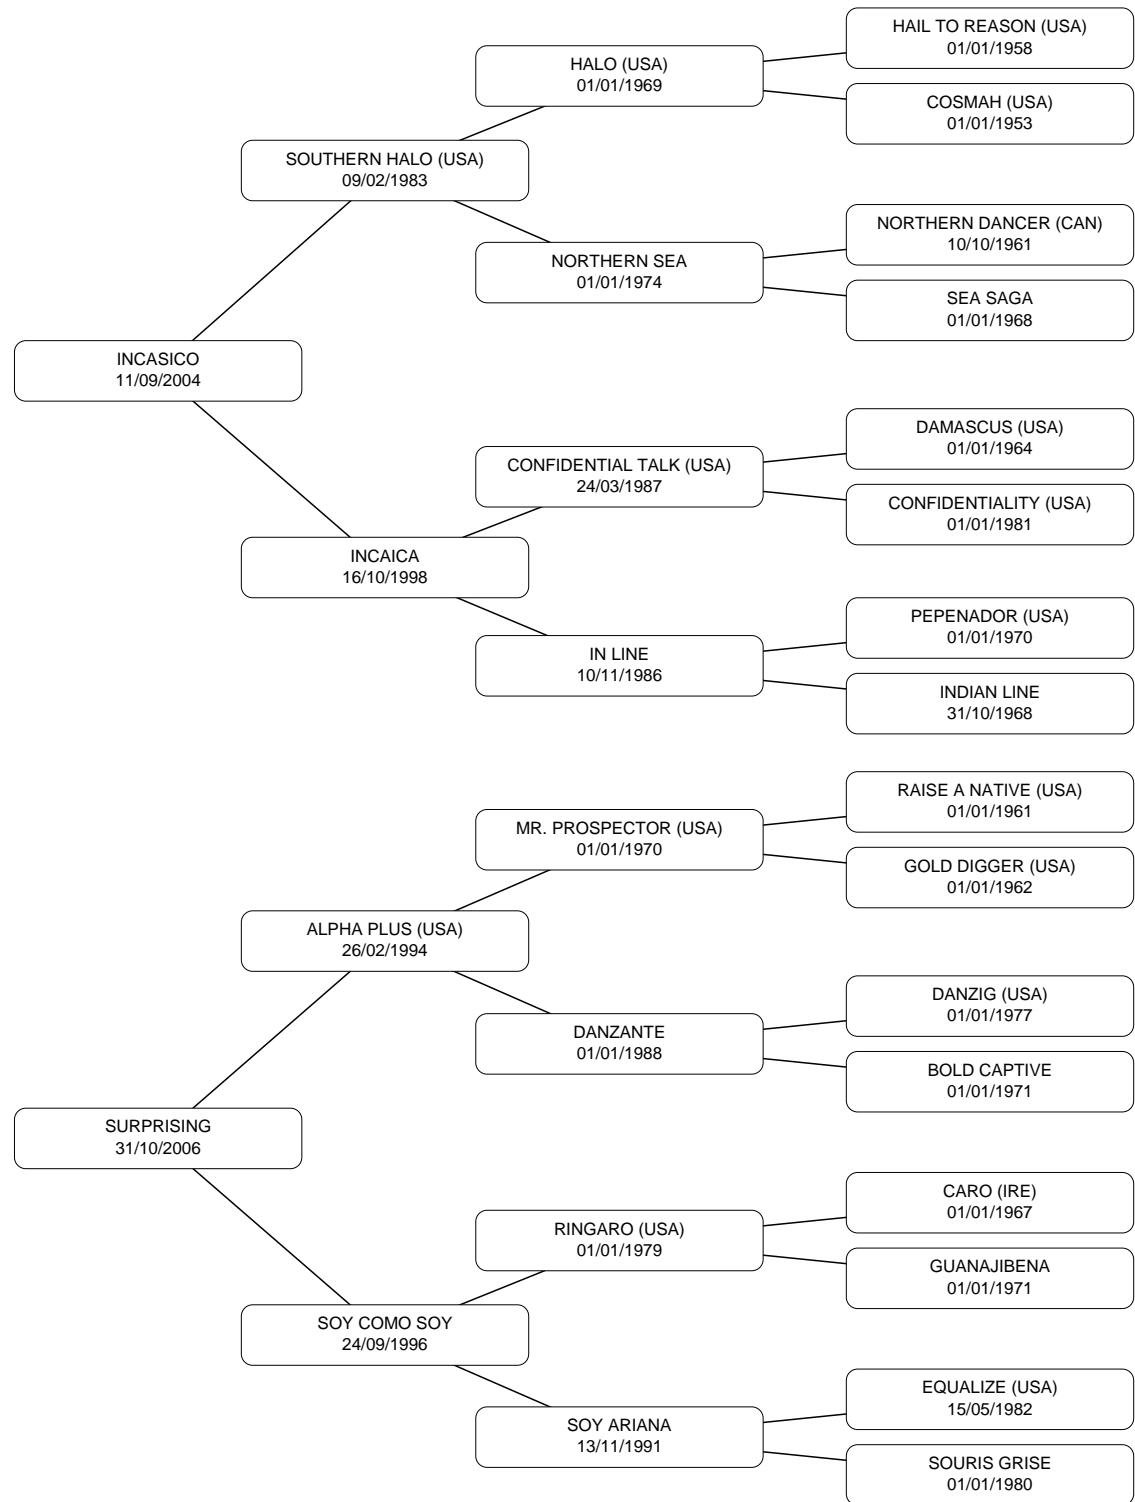 HAIL TO REASON (USA)
01/01/1958
HALO (USA)
01/01/1969
COSMAH (USA)
01/01/1953
SOUTHERN HALO (USA)
09/02/1983
NORTHERN DANCER (CAN)
10/10/1961
NORTHERN SEA
01/01/1974
SEA SAGA
01/01/1968
INCASICO
11/09/2004
DAMASCUS (USA)
01/01/1964
CONFIDENTIAL TALK (USA)
24/03/1987
CONFIDENTIALITY (USA)
01/01/1981
INCAICA
16/10/1998
PEPENADOR (USA)
01/01/1970
IN LINE
10/11/1986
INDIAN LINE
31/10/1968
RAISE A NATIVE (USA)
01/01/1961
MR. PROSPECTOR (USA)
01/01/1970
GOLD DIGGER (USA)
01/01/1962
ALPHA PLUS (USA)
26/02/1994
DANZIG (USA)
01/01/1977
DANZANTE
01/01/1988
BOLD CAPTIVE
01/01/1971
SURPRISING
31/10/2006
CARO (IRE)
01/01/1967
RINGARO (USA)
01/01/1979
GUANAJIBENA
01/01/1971
SOY COMO SOY
24/09/1996
EQUALIZE (USA)
15/05/1982
SOY ARIANA
13/11/1991
SOURIS GRISE
01/01/1980